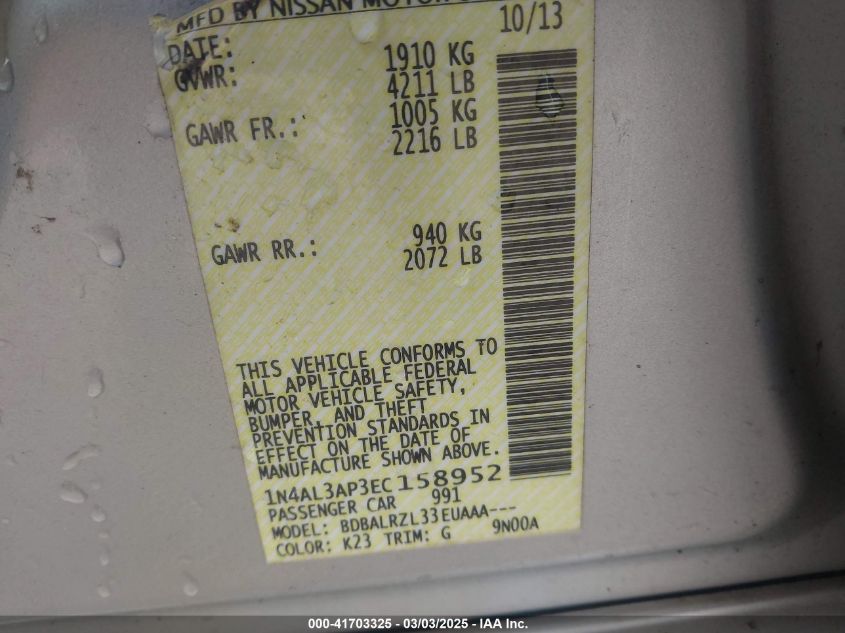 MFD BY NISSAN MOTOR
DATE: 10/13
GVWR: 1910 KG
4211 LB
GAWR FR.: 1005 KG
2216 LB
GAWR RR.: 940 KG
2072 LB
THIS VEHICLE CONFORMS TO
ALL APPLICABLE FEDERAL
MOTOR VEHICLE SAFETY,
BUMPER, AND THEFT
PREVENTION STANDARDS IN
EFFECT ON THE DATE OF
MANUFACTURE SHOWN ABOVE.
1N4AL3AP3EC158952
PASSENGER CAR 991
MODEL: BDBALRZL33EUAAA---
COLOR: K23 TRIM: G 9N00A
000-41703325 - 03/03/2025 - IAA Inc.